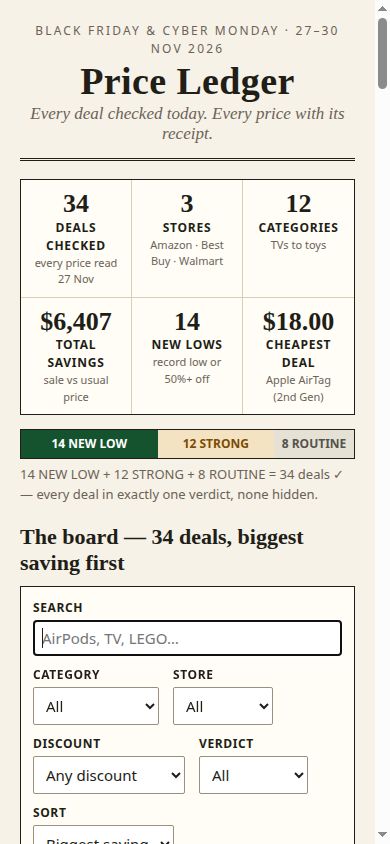 BLACK FRIDAY & CYBER MONDAY · 27–30
NOV 2026
Price Ledger
Every deal checked today. Every price with its
receipt.
34
DEALS
CHECKED
every price read
27 Nov
3
STORES
Amazon · Best
Buy · Walmart
12
CATEGORIES
TVs to toys
$6,407
TOTAL
SAVINGS
sale vs usual
price
14
NEW LOWS
record low or
50%+ off
$18.00
CHEAPEST
DEAL
Apple AirTag
(2nd Gen)
14 NEW LOW
12 STRONG
8 ROUTINE
14 NEW LOW + 12 STRONG + 8 ROUTINE = 34 deals ✓
— every deal in exactly one verdict, none hidden.
The board — 34 deals, biggest
saving first
SEARCH
AirPods, TV, LEGO…
CATEGORY
STORE
All
All
DISCOUNT
VERDICT
Any discount
All
SORT
Biggest saving